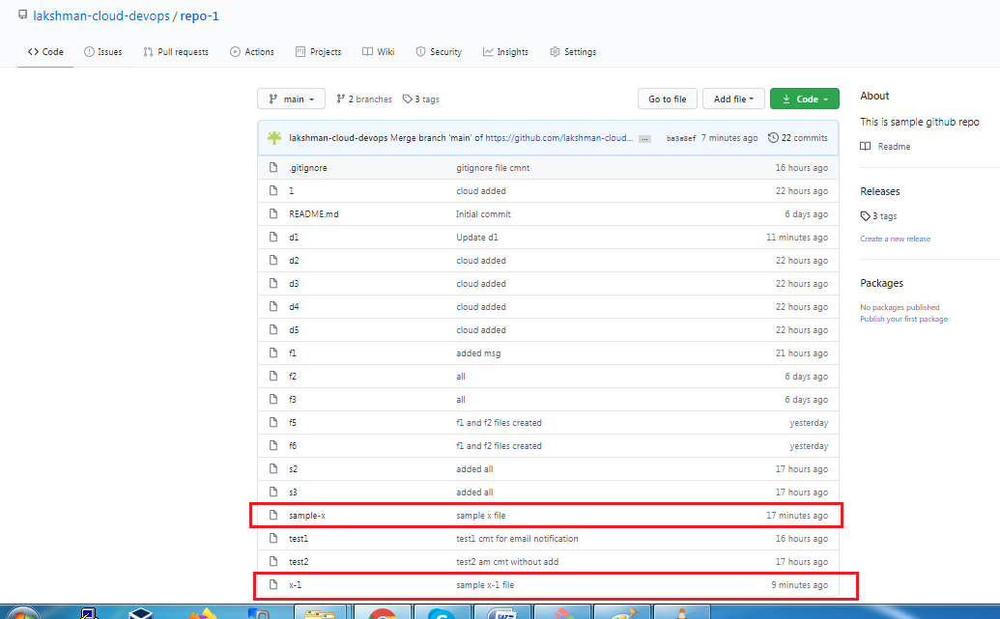 lakshman-cloud-devops / repo-1
Code Issues Pull requests Actions Projects Wiki Security Insights Settings
main 2 branches 3 tags Go to file Add file Code
lakshman-cloud-devops Merge branch 'main' of https://github.com/lakshman-cloud... ... ba3a8ef 7 minutes ago 22 commits
.gitignore gitignore file cmnt 16 hours ago
1 cloud added 22 hours ago
README.md Initial commit 6 days ago
d1 Update d1 11 minutes ago
d2 cloud added 22 hours ago
d3 cloud added 22 hours ago
d4 cloud added 22 hours ago
d5 cloud added 22 hours ago
f1 added msg 21 hours ago
f2 all 6 days ago
f3 all 6 days ago
f5 f1 and f2 files created yesterday
f6 f1 and f2 files created yesterday
s2 added all 17 hours ago
s3 added all 17 hours ago
sample-x sample x file 17 minutes ago
test1 test1 cmt for email notification 16 hours ago
test2 test2 am cmt without add 17 hours ago
x-1 sample x-1 file 9 minutes ago
About
This is sample github repo
Readme
Releases
3 tags
Create a new release
Packages
No packages published
Publish your first package